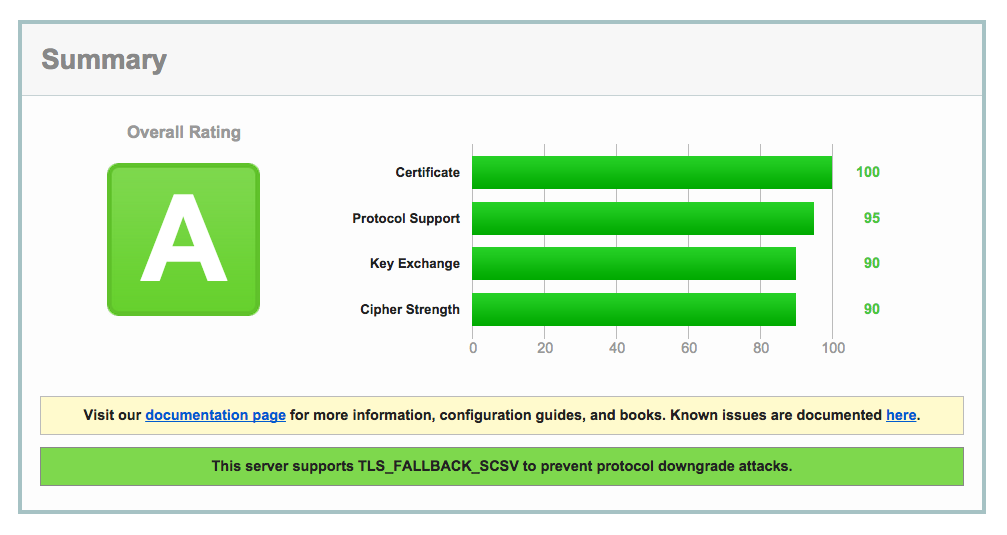 Summary
Overall Rating
A
Certificate 100
Protocol Support 95
Key Exchange 90
Cipher Strength 90
0 20 40 60 80 100
Visit our documentation page for more information, configuration guides, and books. Known issues are documented here.
This server supports TLS_FALLBACK_SCSV to prevent protocol downgrade attacks.